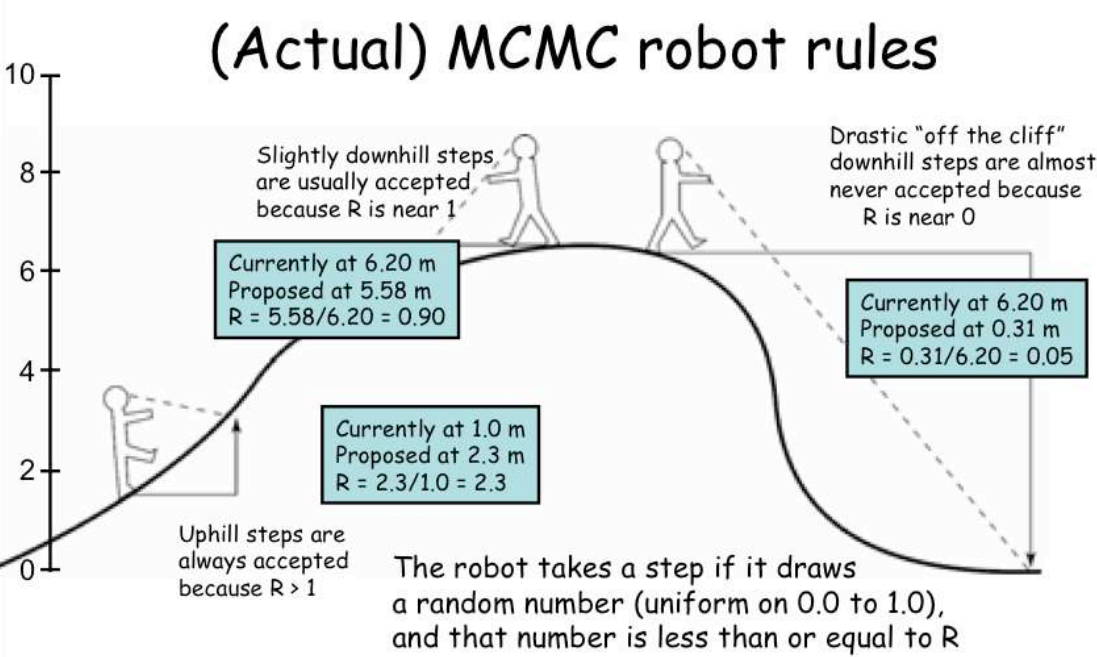 (Actual) MCMC robot rules
10
8
6
4
2
0
Slightly downhill steps
are usually accepted
because R is near 1
Drastic “off the cliff”
downhill steps are almost
never accepted because
R is near 0
Currently at 6.20 m
Proposed at 5.58 m
R = 5.58/6.20 = 0.90
Currently at 6.20 m
Proposed at 0.31 m
R = 0.31/6.20 = 0.05
Currently at 1.0 m
Proposed at 2.3 m
R = 2.3/1.0 = 2.3
Uphill steps are
always accepted
because R > 1
The robot takes a step if it draws
a random number (uniform on 0.0 to 1.0),
and that number is less than or equal to R